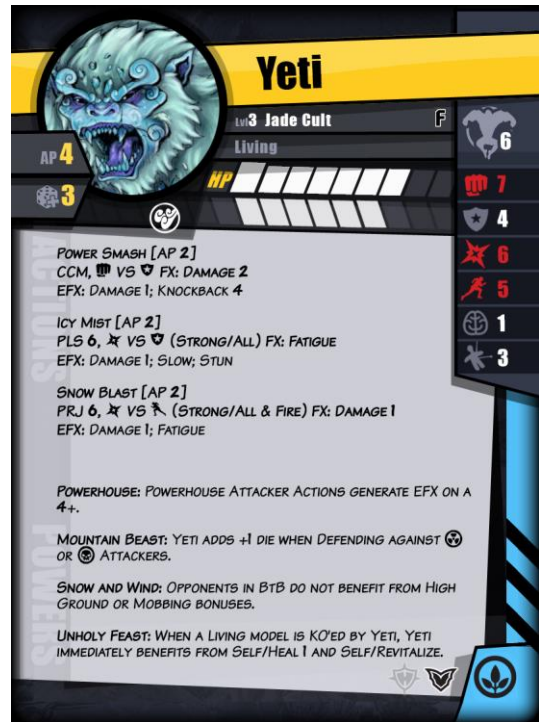 Yeti
Lvl3 Jade Cult F
Living
AP 4
3
HP
6
7
4
6
5
1
3
ACTIONS
POWER SMASH [AP 2]
CCM, VS FX: DAMAGE 2
EFX: DAMAGE 1; KNOCKBACK 4
ICY MIST [AP 2]
PLS 6, VS (STRONG/ALL) FX: FATIGUE
EFX: DAMAGE 1; SLOW; STUN
SNOW BLAST [AP 2]
PRJ 6, VS (STRONG/ALL & FIRE) FX: DAMAGE 1
EFX: DAMAGE 1; FATIGUE
POWERS
POWERHOUSE: POWERHOUSE ATTACKER ACTIONS GENERATE EFX ON A
4+.
MOUNTAIN BEAST: YETI ADDS +1 DIE WHEN DEFENDING AGAINST
OR ATTACKERS.
SNOW AND WIND: OPPONENTS IN BTB DO NOT BENEFIT FROM HIGH
GROUND OR MOBBING BONUSES.
UNHOLY FEAST: WHEN A LIVING MODEL IS KO'ED BY YETI, YETI
IMMEDIATELY BENEFITS FROM SELF/HEAL 1 AND SELF/REVITALIZE.